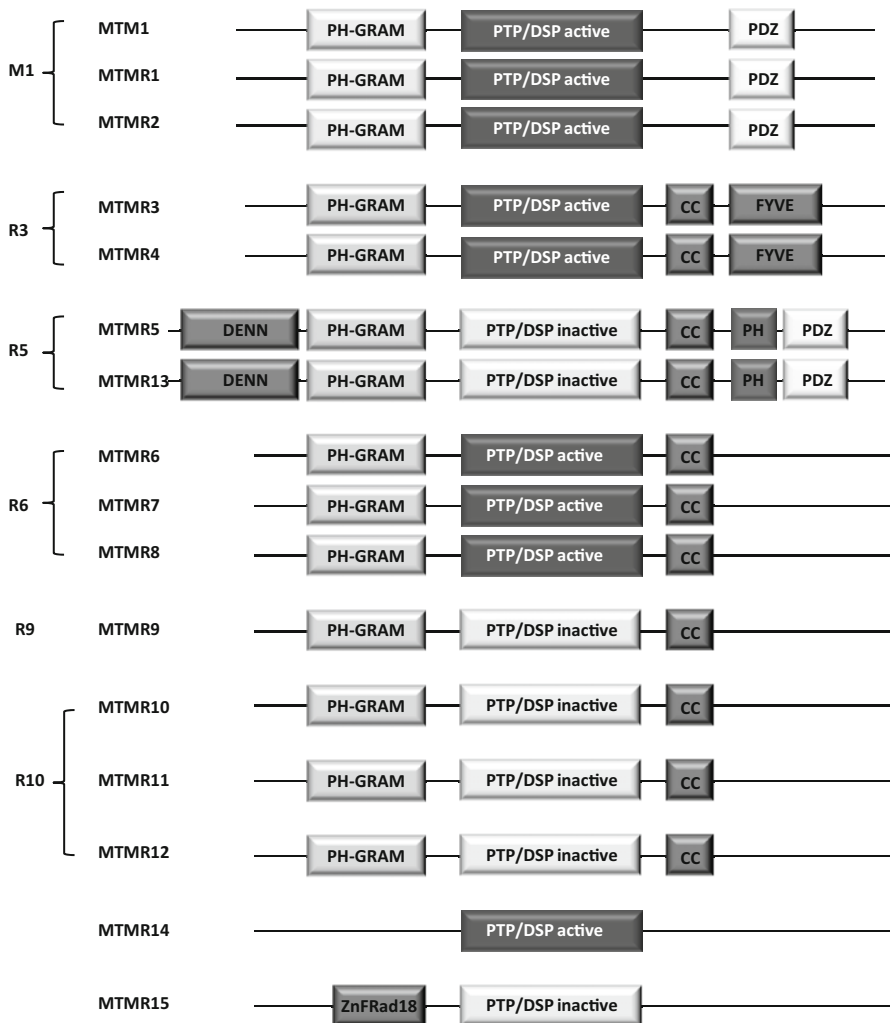 MTM1 PH-GRAM PTP/DSP active PDZ
M1
MTMR1 PH-GRAM PTP/DSP active PDZ
MTMR2 PH-GRAM PTP/DSP active PDZ
MTMR3 PH-GRAM PTP/DSP active CC FYVE
R3
MTMR4 PH-GRAM PTP/DSP active CC FYVE
MTMR5 DENN PH-GRAM PTP/DSP inactive CC PH PDZ
R5
MTMR13 DENN PH-GRAM PTP/DSP inactive CC PH PDZ
MTMR6 PH-GRAM PTP/DSP active CC
R6 MTMR7 PH-GRAM PTP/DSP active CC
MTMR8 PH-GRAM PTP/DSP active CC
R9 MTMR9 PH-GRAM PTP/DSP inactive CC
MTMR10 PH-GRAM PTP/DSP inactive CC
R10 MTMR11 PH-GRAM PTP/DSP inactive CC
MTMR12 PH-GRAM PTP/DSP inactive CC
MTMR14 PTP/DSP active
MTMR15 ZnFRad18 PTP/DSP inactive